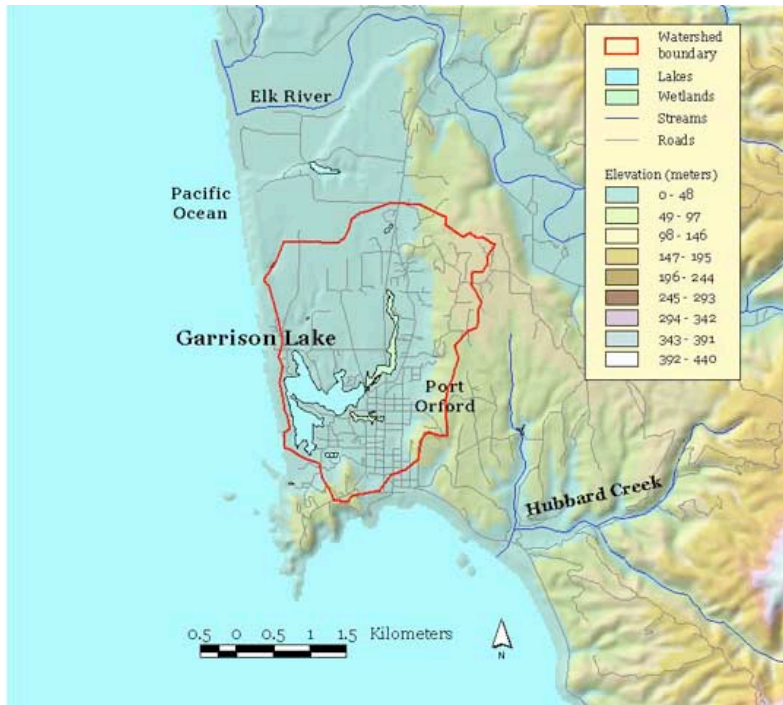 Elk River
Pacific
Ocean
Garrison Lake
Port
Orford
Hubbard Creek
0.5 0 0.5 1 1.5 Kilometers
N
Watershed
boundary
Lakes
Wetlands
Streams
Roads
Elevation (meters)
0 - 48
49 - 97
98 - 146
147 - 195
196 - 244
245 - 293
294 - 342
343 - 391
392 - 440